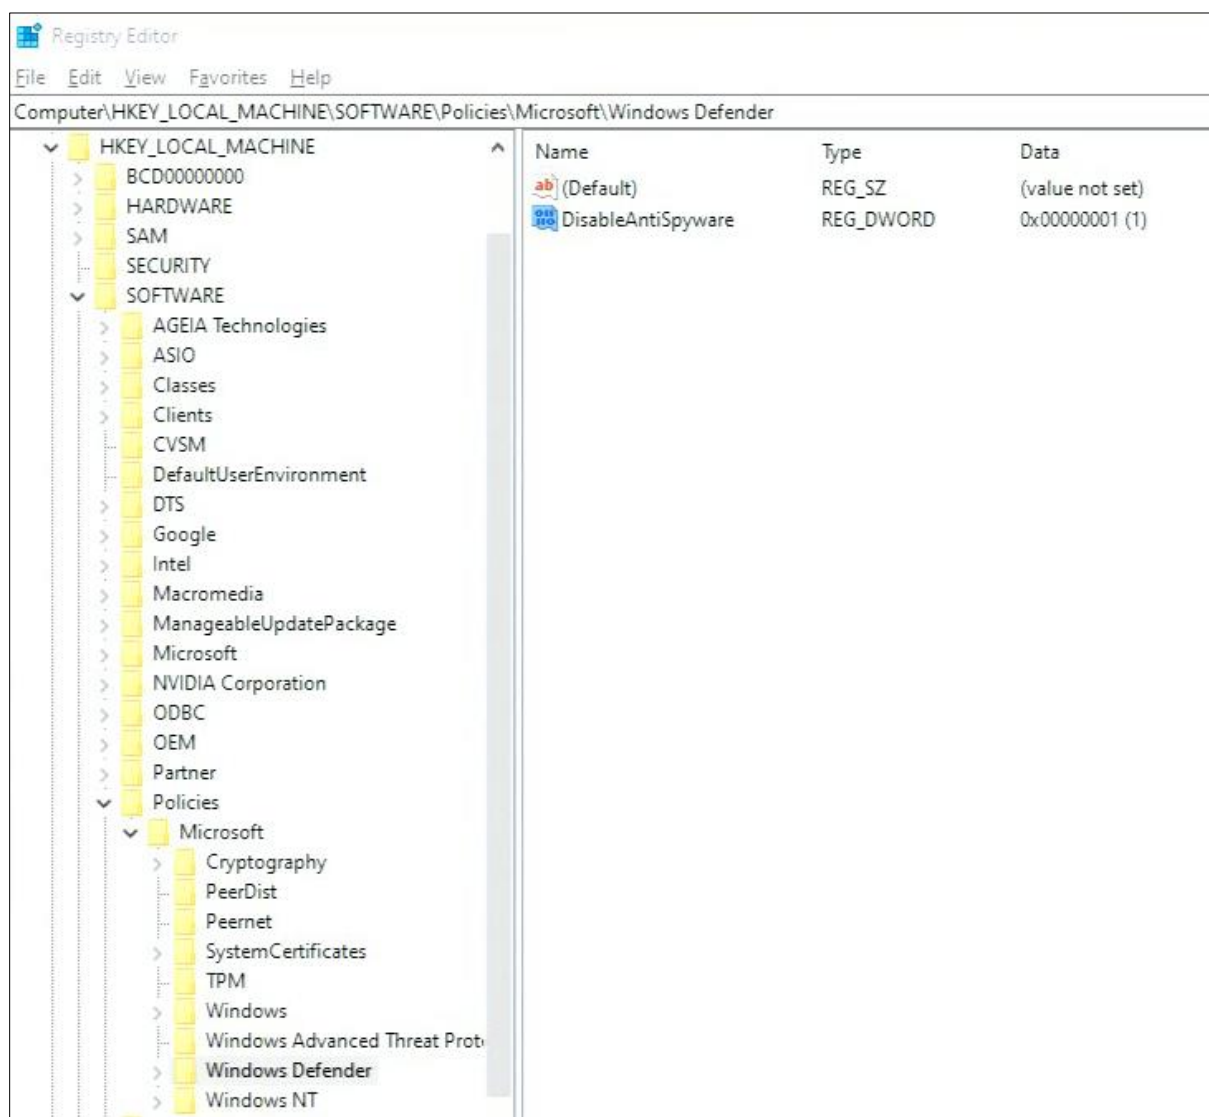 Registry Editor
File Edit View Favorites Help
Computer\HKEY_LOCAL_MACHINE\SOFTWARE\Policies\Microsoft\Windows Defender
HKEY_LOCAL_MACHINE
BCD00000000
HARDWARE
SAM
SECURITY
SOFTWARE
AGEIA Technologies
ASIO
Classes
Clients
CVSM
DefaultUserEnvironment
DTS
Google
Intel
Macromedia
ManageableUpdatePackage
Microsoft
NVIDIA Corporation
ODBC
OEM
Partner
Policies
Microsoft
Cryptography
PeerDist
Peernet
SystemCertificates
TPM
Windows
Windows Advanced Threat Prote
Windows Defender
Windows NT
Name Type Data
ab (Default) REG_SZ (value not set)
DisableAntiSpyware REG_DWORD 0x00000001 (1)